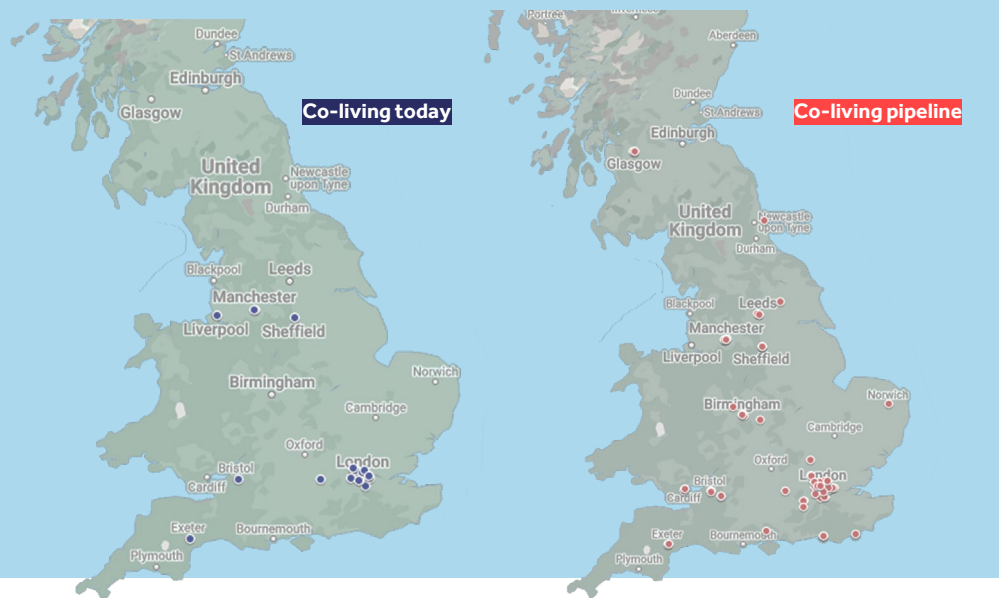 Dundee
St Andrews
Edinburgh
Glasgow
Co-living today
United
Kingdom
Newcastle
upon Tyne
Durham
Blackpool
Leeds
Manchester
Liverpool
Sheffield
Birmingham
Norwich
Cambridge
Oxford
London
Bristol
Cardiff
Exeter
Bournemouth
Plymouth
Portree
Aberdeen
Dundee
St Andrews
Edinburgh
Glasgow
Co-living pipeline
United
Kingdom
Newcastle
upon Tyne
Durham
Blackpool
Leeds
Manchester
Liverpool
Sheffield
Birmingham
Norwich
Cambridge
Oxford
London
Bristol
Cardiff
Exeter
Bournemouth
Plymouth